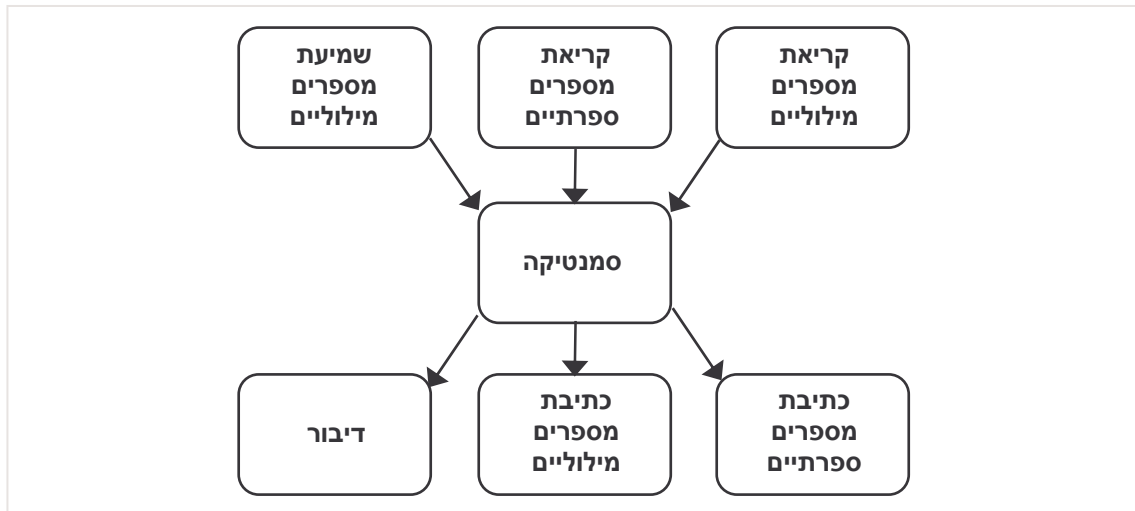 קריאת
מספרים
מילוליים
קריאת
מספרים
ספרתיים
שמיעת
מספרים
מילוליים
סמנטיקה
כתיבת
מספרים
ספרתיים
כתיבת
מספרים
מילוליים
דיבור